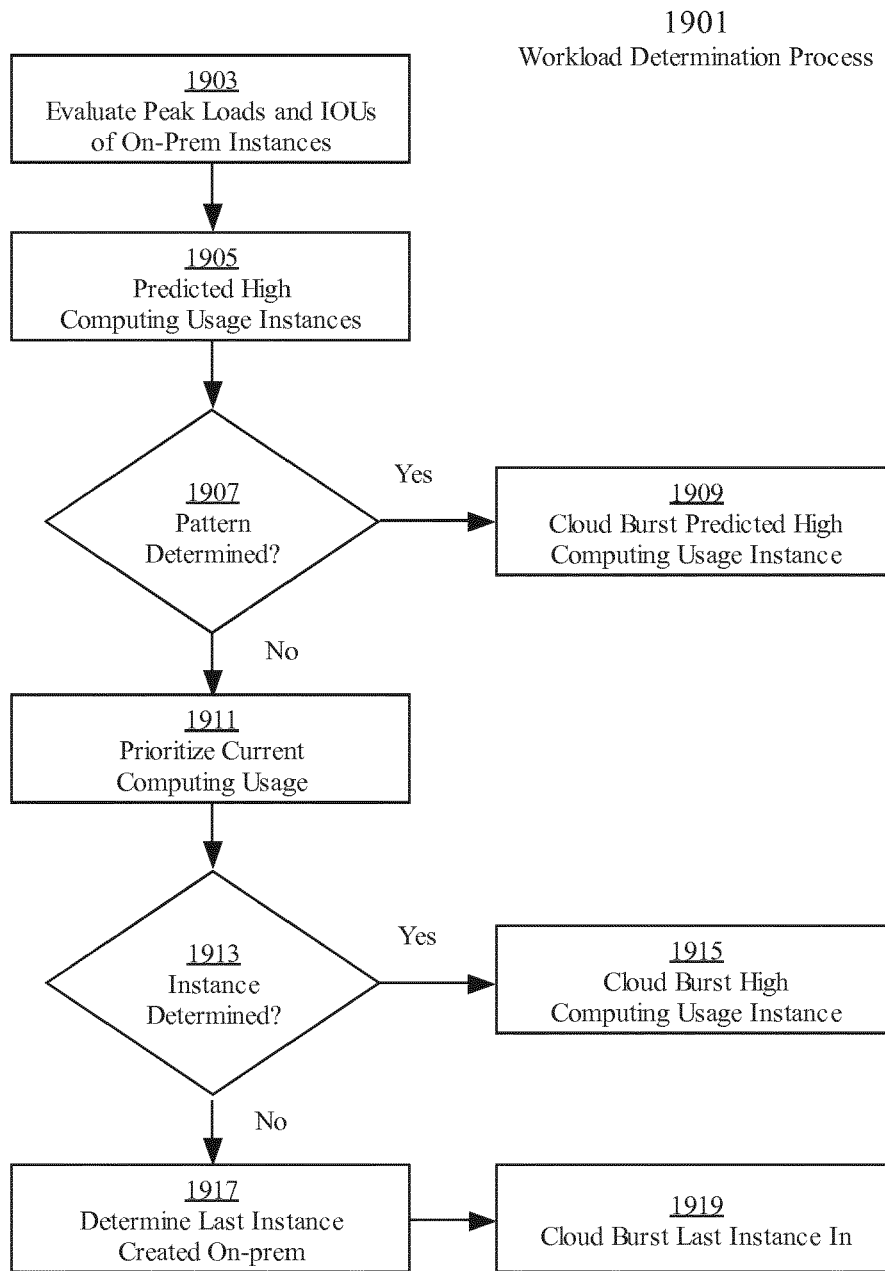 1901
Workload Determination Process
1903
Evaluate Peak Loads and IOUs
of On-Prem Instances
1905
Predicted High
Computing Usage Instances
1907
Pattern
Determined?
Yes
1909
Cloud Burst Predicted High
Computing Usage Instance
No
1911
Prioritize Current
Computing Usage
1913
Instance
Determined?
Yes
1915
Cloud Burst High
Computing Usage Instance
No
1917
Determine Last Instance
Created On-prem
1919
Cloud Burst Last Instance In